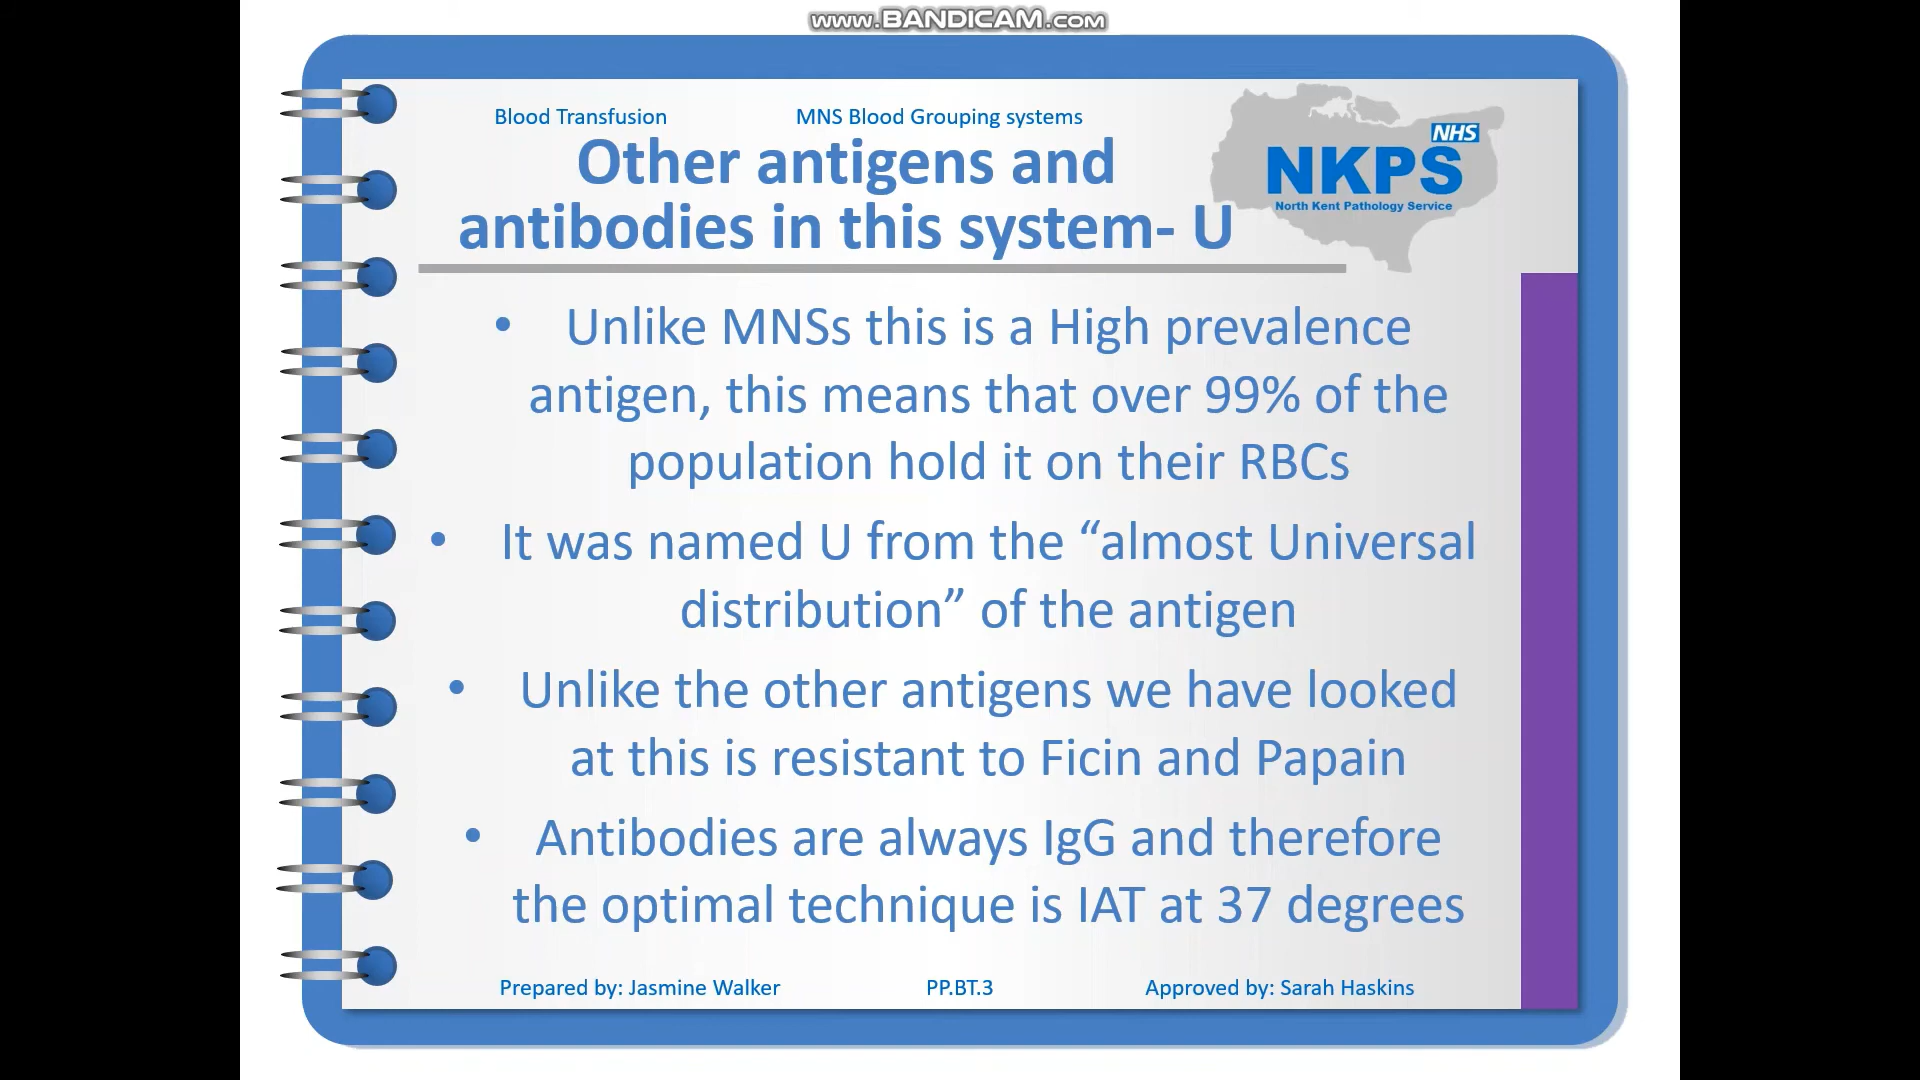 www.BANDICAM.com
Blood Transfusion MNS Blood Grouping systems
Other antigens and
antibodies in this system- U
NHS
NKPS
North Kent Pathology Service
• Unlike MNSs this is a High prevalence
antigen, this means that over 99% of the
population hold it on their RBCs
• It was named U from the “almost Universal
distribution” of the antigen
• Unlike the other antigens we have looked
at this is resistant to Ficin and Papain
• Antibodies are always IgG and therefore
the optimal technique is IAT at 37 degrees
Prepared by: Jasmine Walker PP.BT.3 Approved by: Sarah Haskins